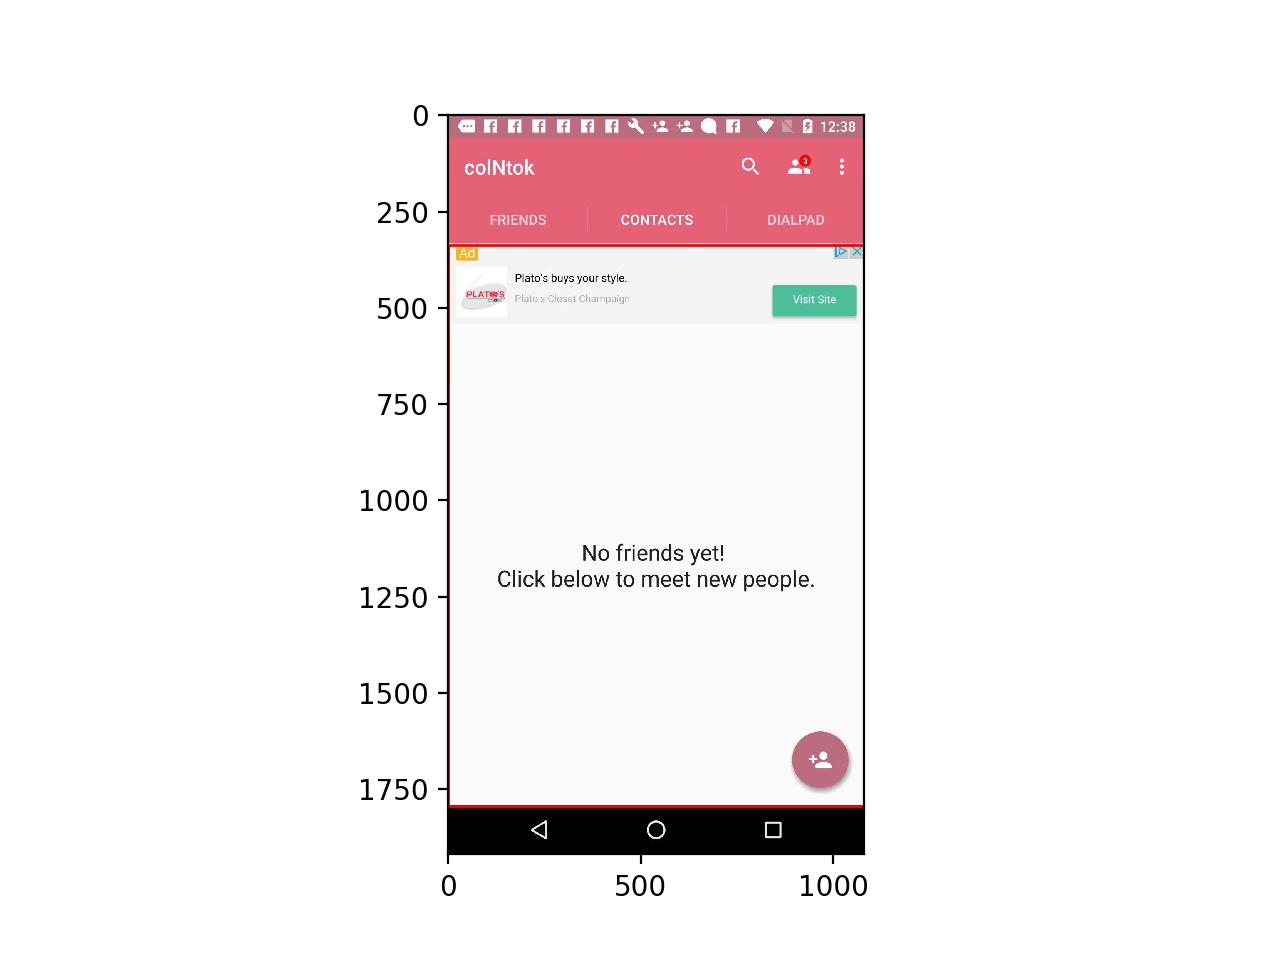 0
250
500
750
1000
1250
1500
1750
12:38
colNtok
3
FRIENDS
CONTACTS
DIALPAD
Ad
PLATO'S
Plato's buys your style.
Plato's Closet Champaign
Visit Site
No friends yet!
Click below to meet new people.
0
500
1000